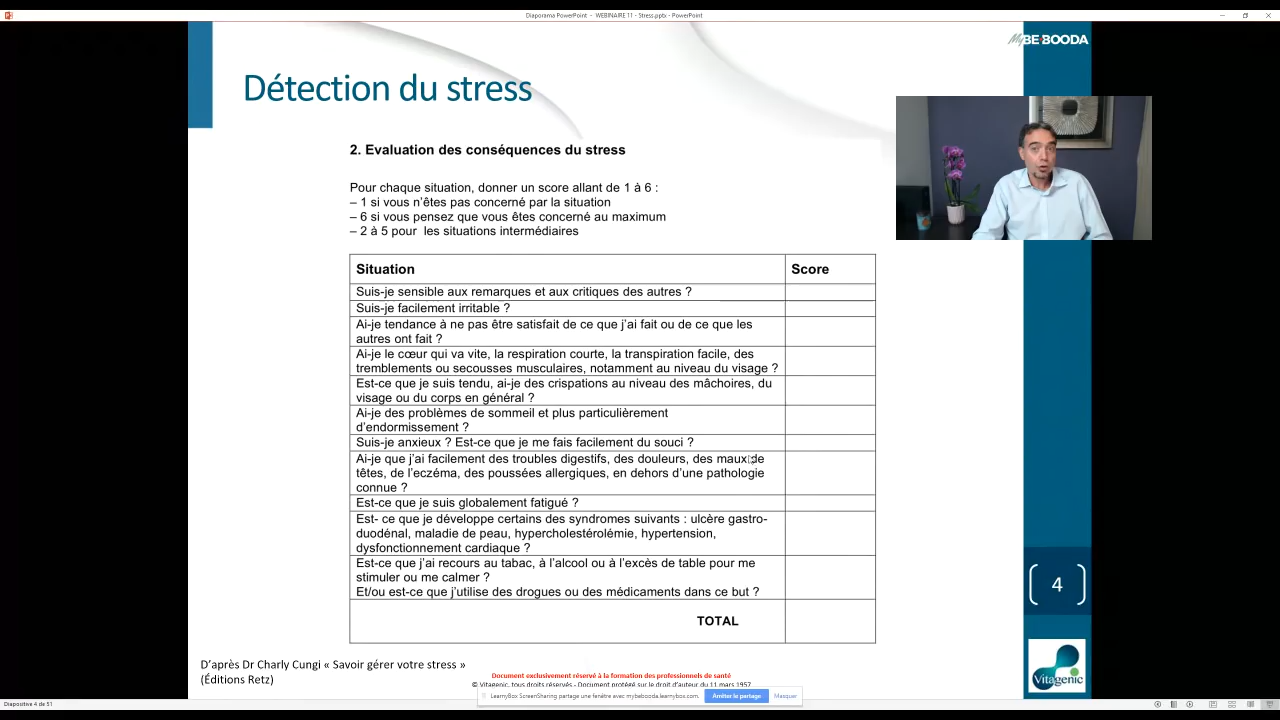 Diaporama PowerPoint - WEBINAIRE 11 - Stress.pptx - PowerPoint
MyBE•BOODA
Détection du stress
2. Evaluation des conséquences du stress
Pour chaque situation, donner un score allant de 1 à 6 :
– 1 si vous n’êtes pas concerné par la situation
– 6 si vous pensez que vous êtes concerné au maximum
– 2 à 5 pour les situations intermédiaires
Situation Score
Suis-je sensible aux remarques et aux critiques des autres ?
Suis-je facilement irritable ?
Ai-je tendance à ne pas être satisfait de ce que j’ai fait ou de ce que les
autres ont fait ?
Ai-je le cœur qui va vite, la respiration courte, la transpiration facile, des
tremblements ou secousses musculaires, notamment au niveau du visage ?
Est-ce que je suis tendu, ai-je des crispations au niveau des mâchoires, du
visage ou du corps en général ?
Ai-je des problèmes de sommeil et plus particulièrement
d’endormissement ?
Suis-je anxieux ? Est-ce que je me fais facilement du souci ?
Ai-je que j’ai facilement des troubles digestifs, des douleurs, des maux de
têtes, de l’eczéma, des poussées allergiques, en dehors d’une pathologie
connue ?
Est-ce que je suis globalement fatigué ?
Est- ce que je développe certains des syndromes suivants : ulcère gastro-
duodénal, maladie de peau, hypercholestérolémie, hypertension,
dysfonctionnement cardiaque ?
Est-ce que j’ai recours au tabac, à l’alcool ou à l’excès de table pour me
stimuler ou me calmer ?
Et/ou est-ce que j’utilise des drogues ou des médicaments dans ce but ?
TOTAL
4
D’après Dr Charly Cungi « Savoir gérer votre stress »
(Éditions Retz)
Document exclusivement réservé à la formation des professionnels de santé
© Vitagenic, tous droits réservés - Document protégé sur le droit d’auteur du 11 mars 1957
LearnyBox ScreenSharing partage une fenêtre avec mybebooda.learnybox.com.
Arrêter le partage
Masquer
Vitagenic
Diapositive 4 de 51